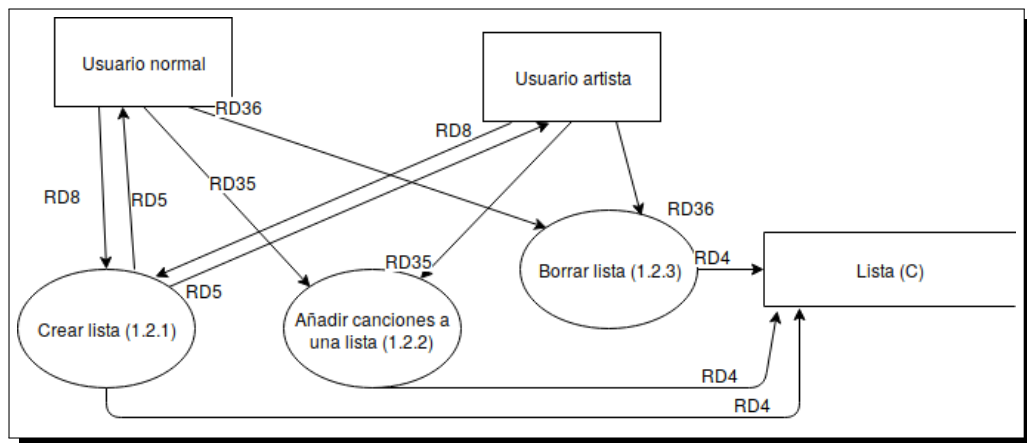 Usuario normal
Usuario artista
RD36
RD8
RD35
RD8
RD5
RD36
RD35
RD4
Borrar lista (1.2.3)
Lista (C)
RD5
Crear lista (1.2.1)
Añadir canciones a
una lista (1.2.2)
RD4
RD4